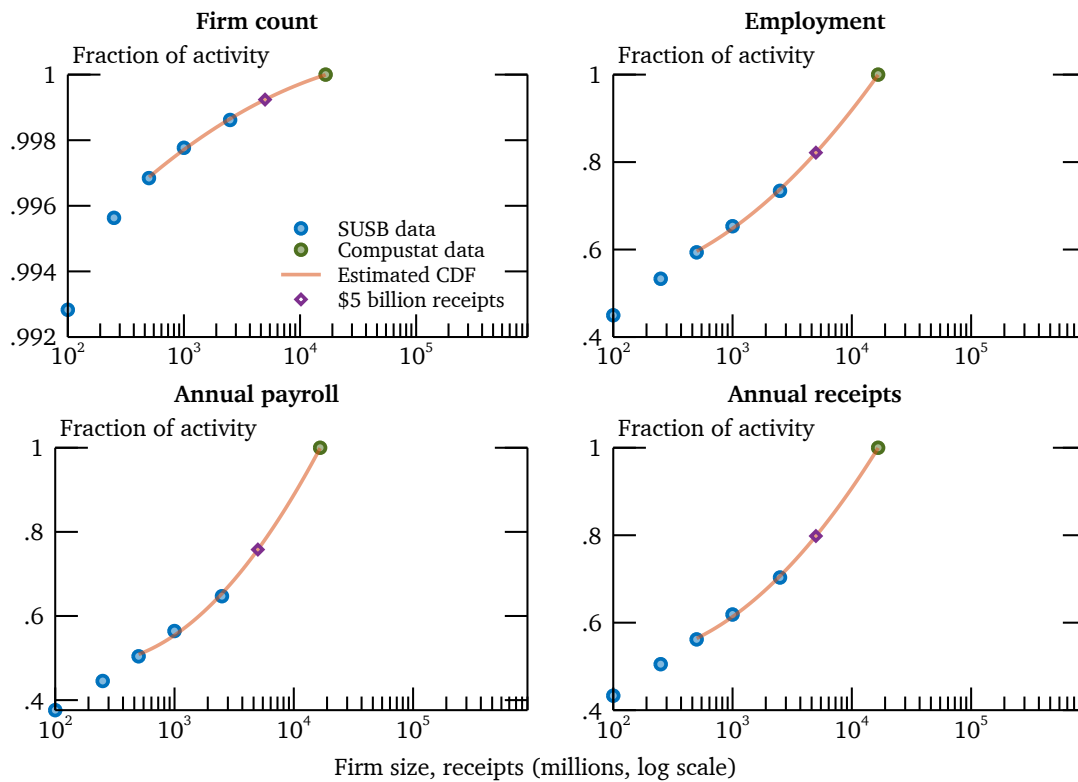 Firm count
Fraction of activity
1
.998
.996
.994
.992
10²
10³
10⁴
10⁵
SUSB data
Compustat data
Estimated CDF
$5 billion receipts
Employment
Fraction of activity
1
.8
.6
.4
10²
10³
10⁴
10⁵
Annual payroll
Fraction of activity
1
.8
.6
.4
10²
10³
10⁴
10⁵
Annual receipts
Fraction of activity
1
.8
.6
.4
10²
10³
10⁴
10⁵
Firm size, receipts (millions, log scale)